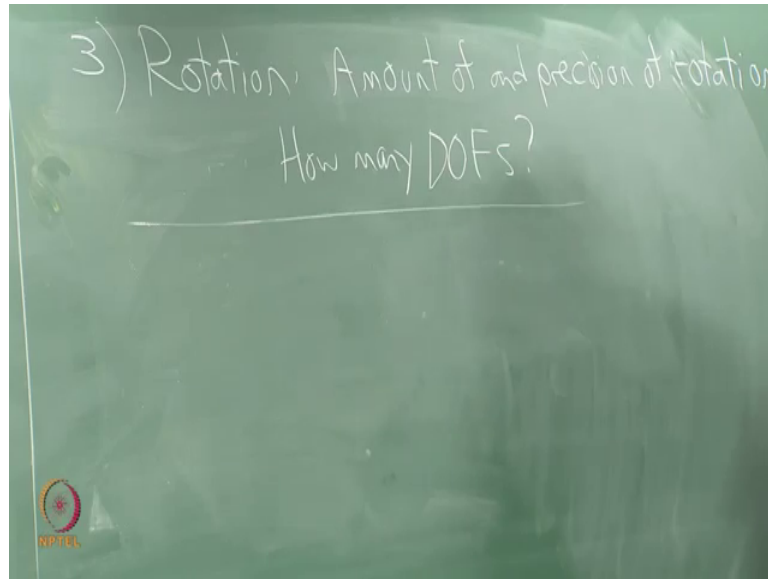 3) Rotation: Amount of and precision of rotation
How many DOFs?
NPTEL